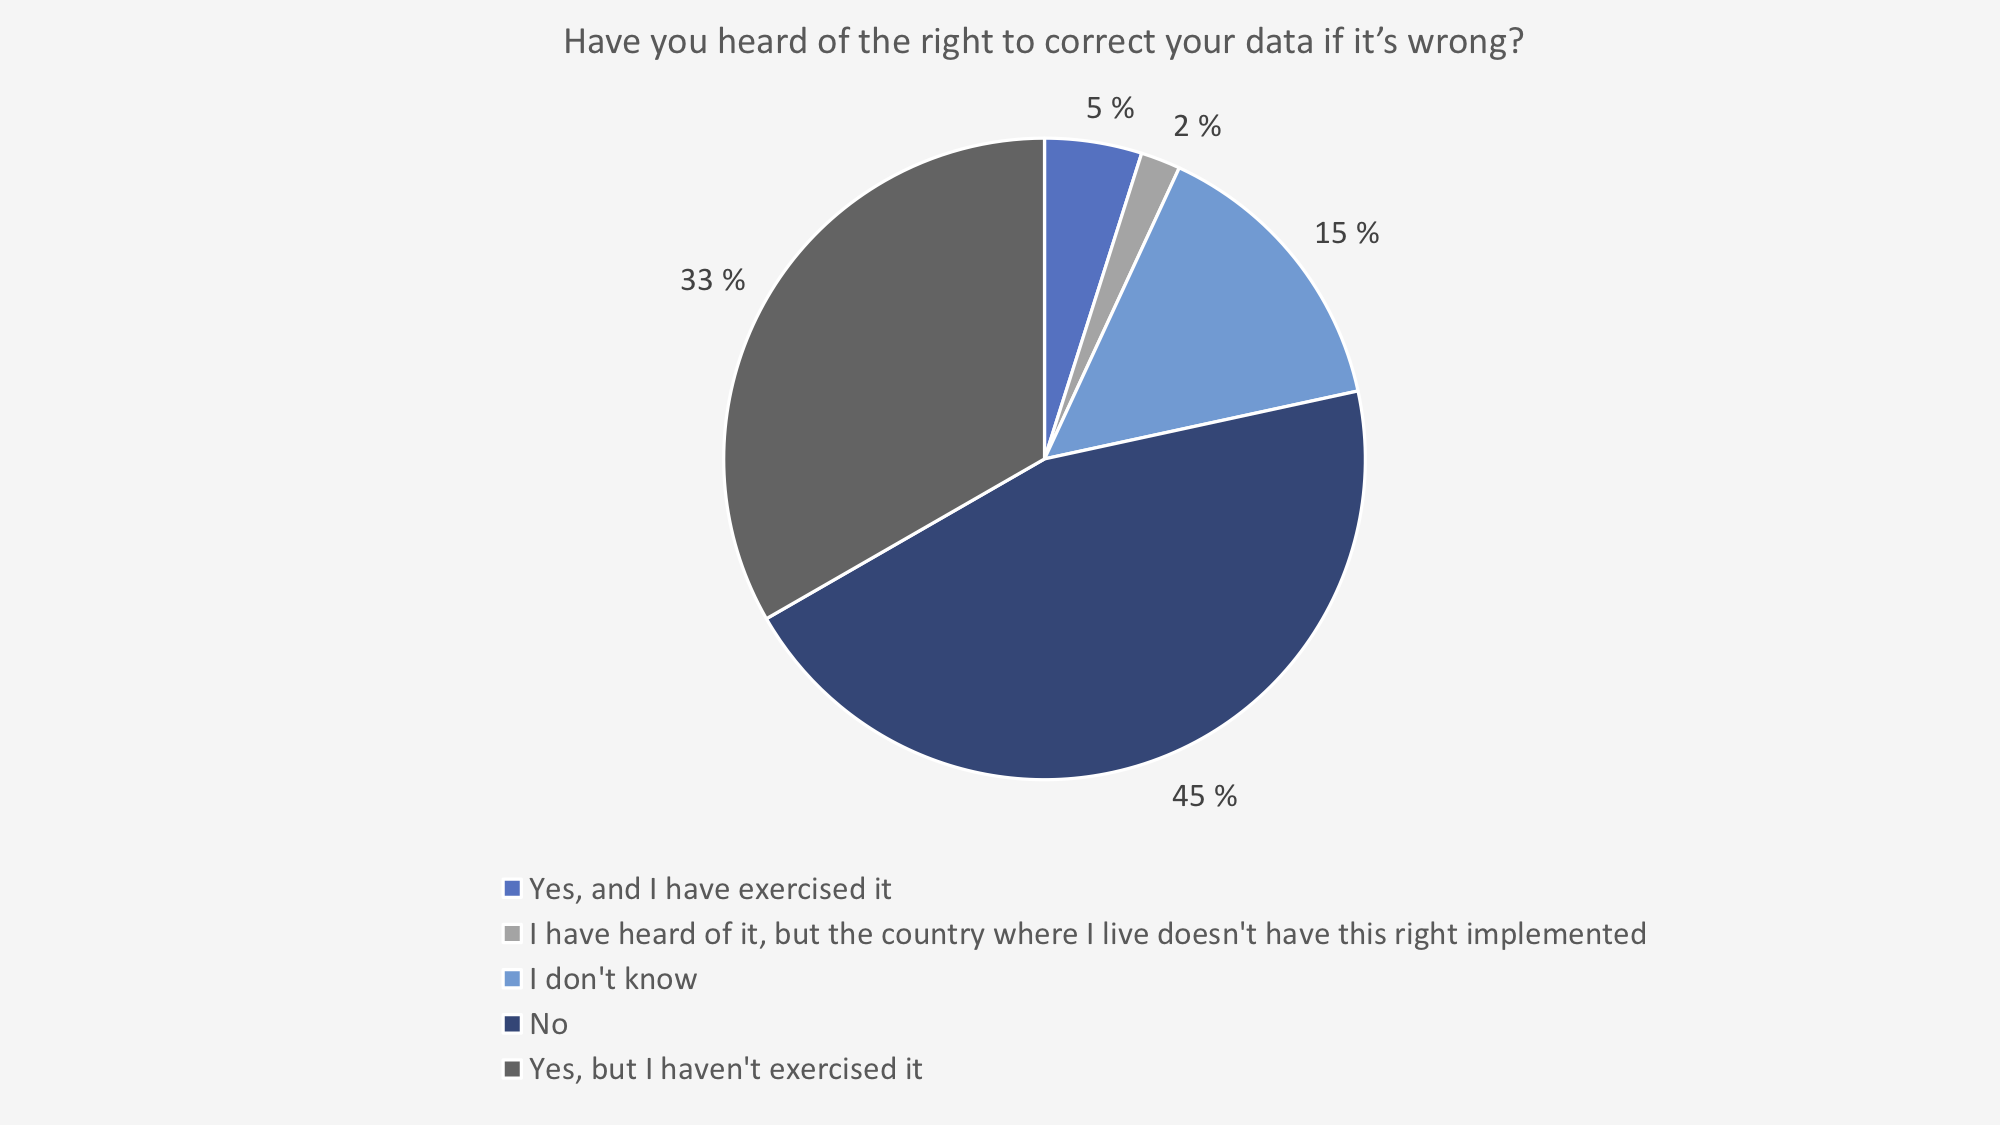 Have you heard of the right to correct your data if it’s wrong?
5 %
2 %
15 %
33 %
45 %
Yes, and I have exercised it
I have heard of it, but the country where I live doesn't have this right implemented
I don't know
No
Yes, but I haven't exercised it